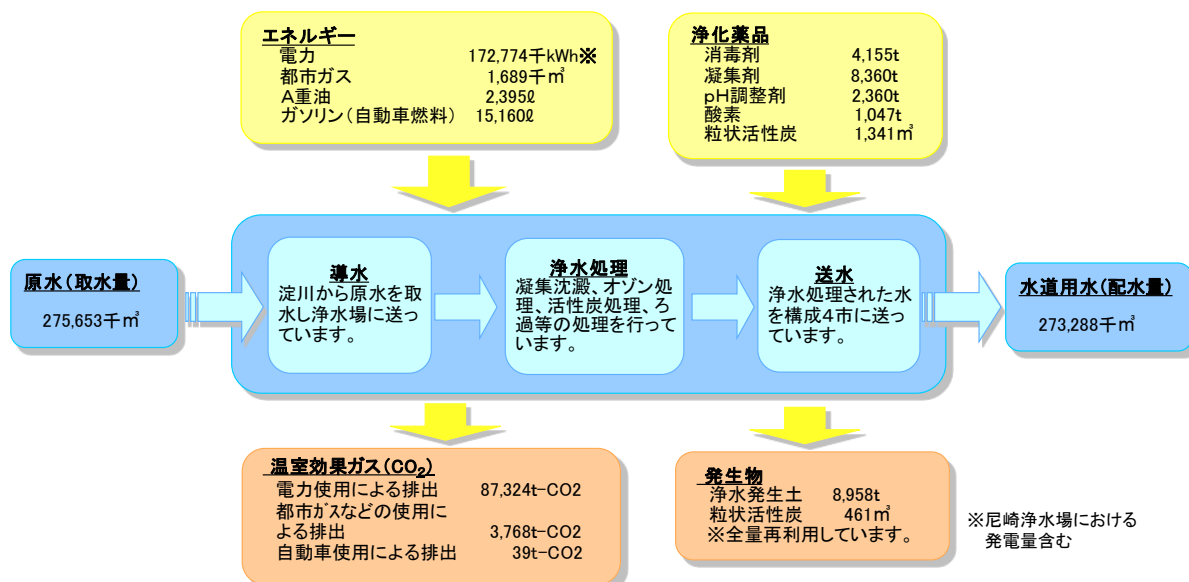 エネルギー
電力 172,774千kWh※
都市ガス 1,689千㎥
A重油 2,395ℓ
ガソリン(自動車燃料) 15,160ℓ
浄化薬品
消毒剤 4,155t
凝集剤 8,360t
pH調整剤 2,360t
酸素 1,047t
粒状活性炭 1,341㎥
原水(取水量)
275,653千㎥
導水
淀川から原水を取
水し浄水場に送っ
ています。
浄水処理
凝集沈澱、オゾン処
理、活性炭処理、ろ
過等の処理を行って
います。
送水
浄水処理された水
を構成4市に送っ
ています。
水道用水(配水量)
273,288千㎥
温室効果ガス(CO₂)
電力使用による排出 87,324t-CO2
都市ガスなどの使用に
よる排出 3,768t-CO2
自動車使用による排出 39t-CO2
発生物
浄水発生土 8,958t
粒状活性炭 461㎥
※全量再利用しています。
※尼崎浄水場における
発電量含む